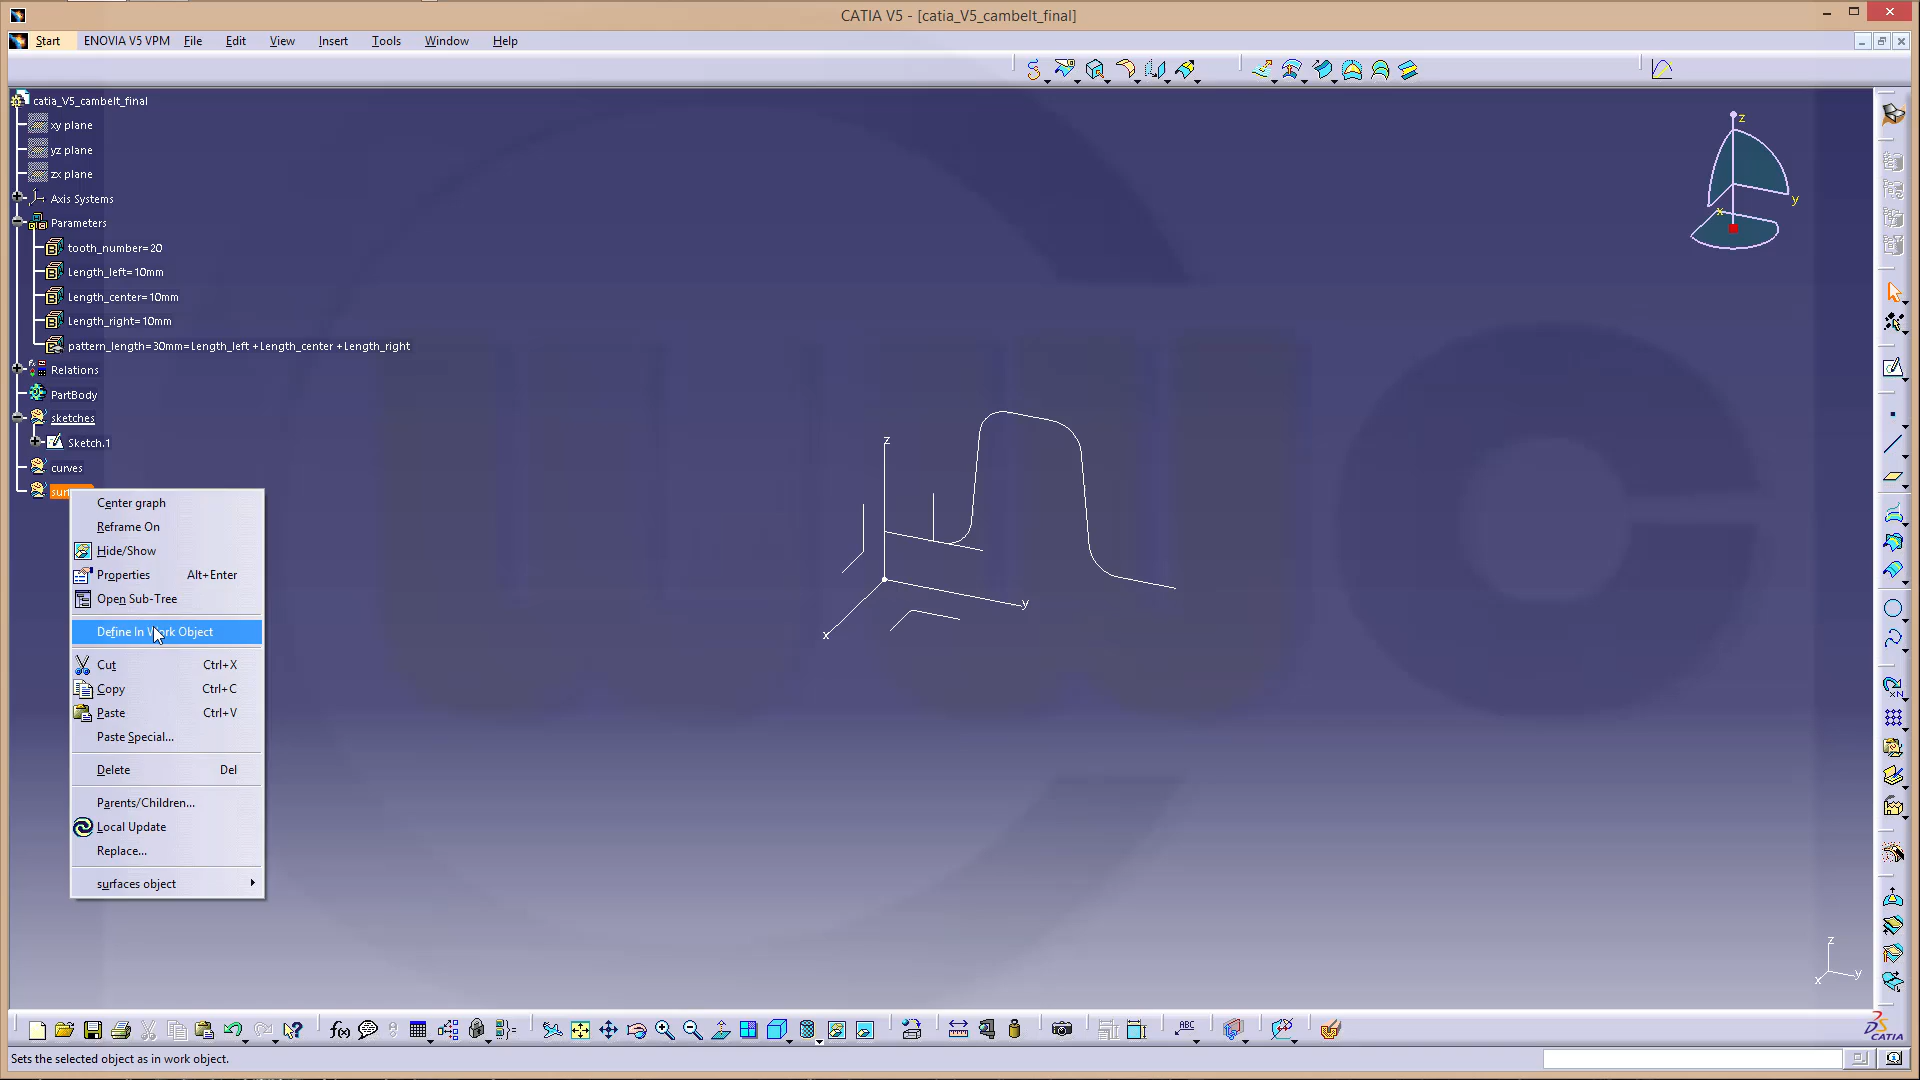 CATIA V5 - [catia_V5_cambelt_final]
Start ENOVIA V5 VPM File Edit View Insert Tools Window Help
catia_V5_cambelt_final
xy plane
yz plane
zx plane
Axis Systems
Parameters
tooth_number=20
Length_left=10mm
Length_center=10mm
Length_right=10mm
pattern_length=30mm=Length_left +Length_center +Length_right
Relations
PartBody
sketches
Sketch.1
curves
Center graph
Reframe On
Hide/Show
Properties Alt+Enter
Open Sub-Tree
Define In Work Object
Cut Ctrl+X
Copy Ctrl+C
Paste Ctrl+V
Paste Special...
Delete Del
Parents/Children...
Local Update
Replace...
surfaces object
z
y
x
z
y
x
z
y
x
f(x)
ABC
CATIA
Sets the selected object as in work object.